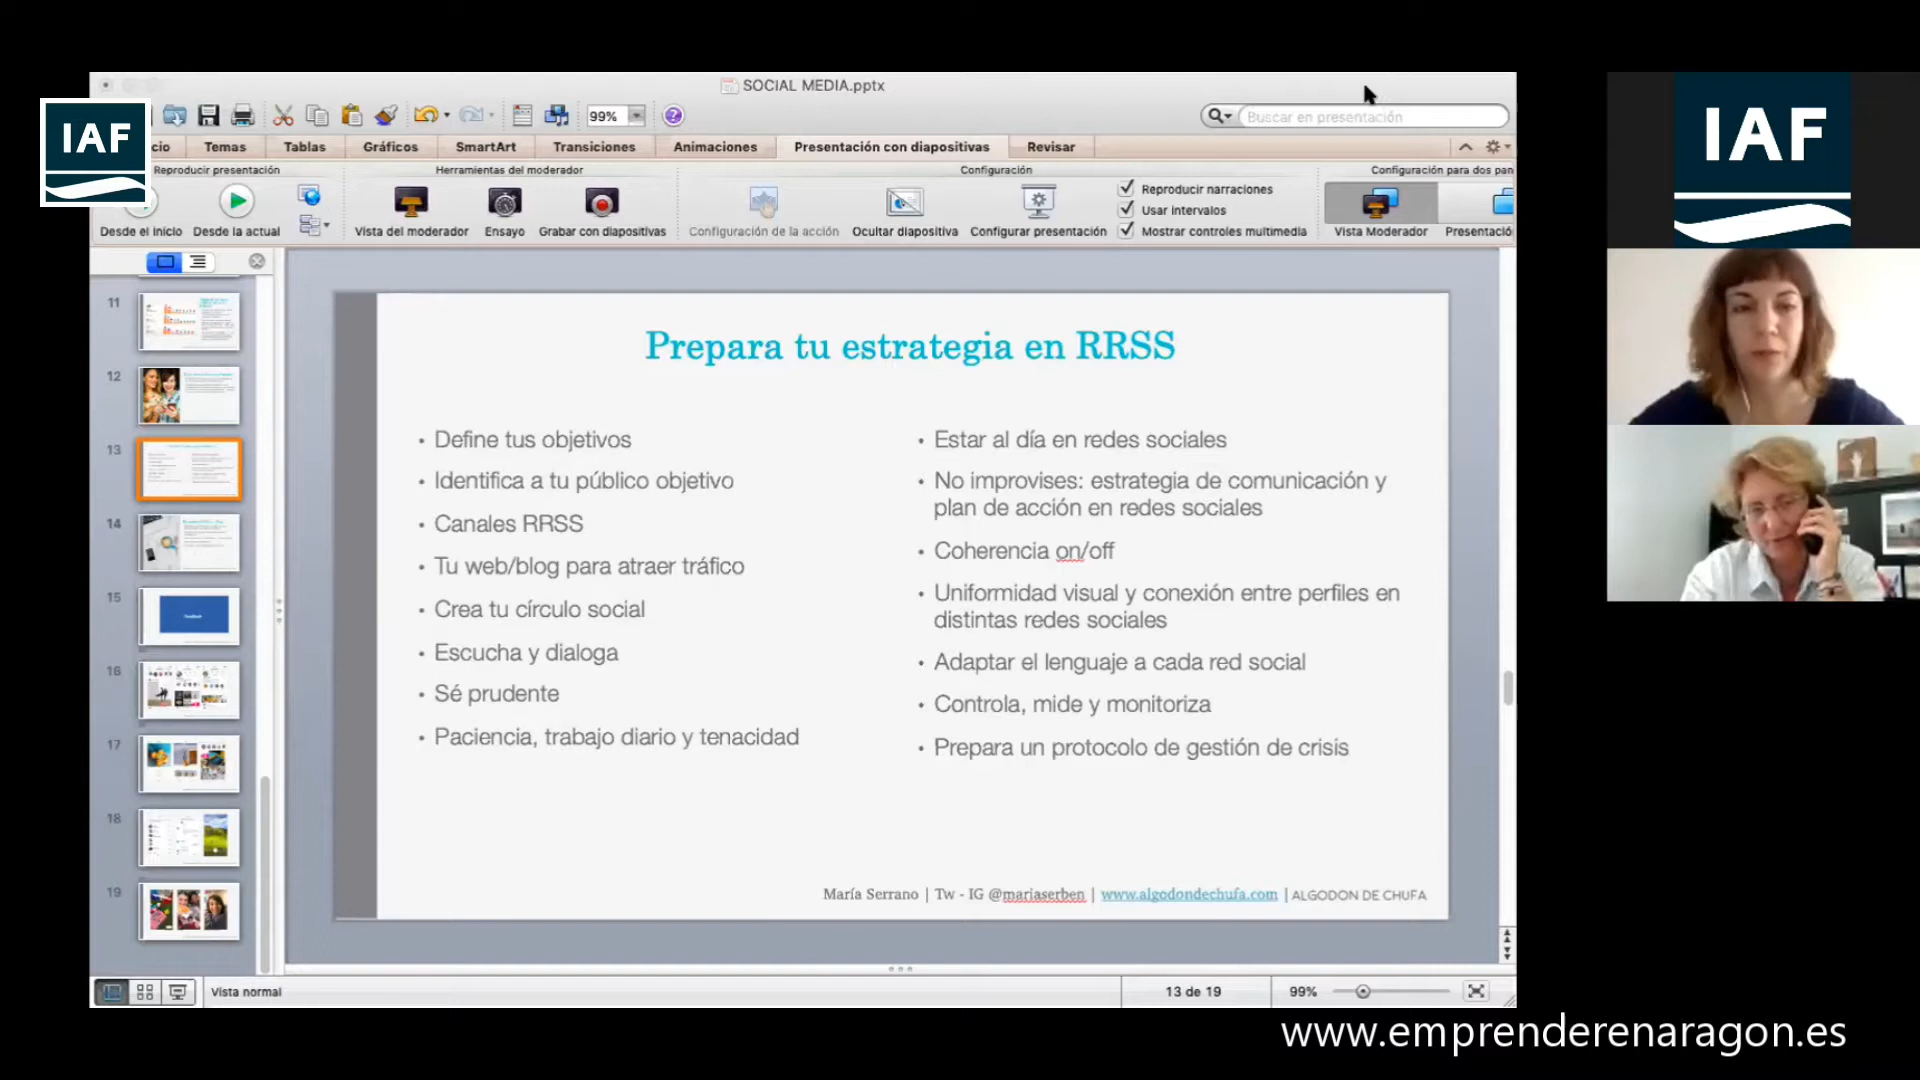 SOCIAL MEDIA.pptx
IAF
99%
Buscar en presentación
cio
Temas
Tablas
Gráficos
SmartArt
Transiciones
Animaciones
Presentación con diapositivas
Revisar
Reproducir presentación
Herramientas del moderador
Configuración
Configuración para dos pan
Desde el inicio
Desde la actual
Vista del moderador
Ensayo
Grabar con diapositivas
Configuración de la acción
Ocultar diapositiva
Configurar presentación
Reproducir narraciones
Usar intervalos
Mostrar controles multimedia
Vista Moderador
Presentació
IAF
11
12
13
14
15
16
17
18
19
Prepara tu estrategia en RRSS
• Define tus objetivos
• Identifica a tu público objetivo
• Canales RRSS
• Tu web/blog para atraer tráfico
• Crea tu círculo social
• Escucha y dialoga
• Sé prudente
• Paciencia, trabajo diario y tenacidad
• Estar al día en redes sociales
• No improvises: estrategia de comunicación y
plan de acción en redes sociales
• Coherencia on/off
• Uniformidad visual y conexión entre perfiles en
distintas redes sociales
• Adaptar el lenguaje a cada red social
• Controla, mide y monitoriza
• Prepara un protocolo de gestión de crisis
María Serrano | Tw - IG @mariaserben | www.algodondechufa.com | ALGODON DE CHUFA
Vista normal
13 de 19
99%
www.emprenderenaragon.es